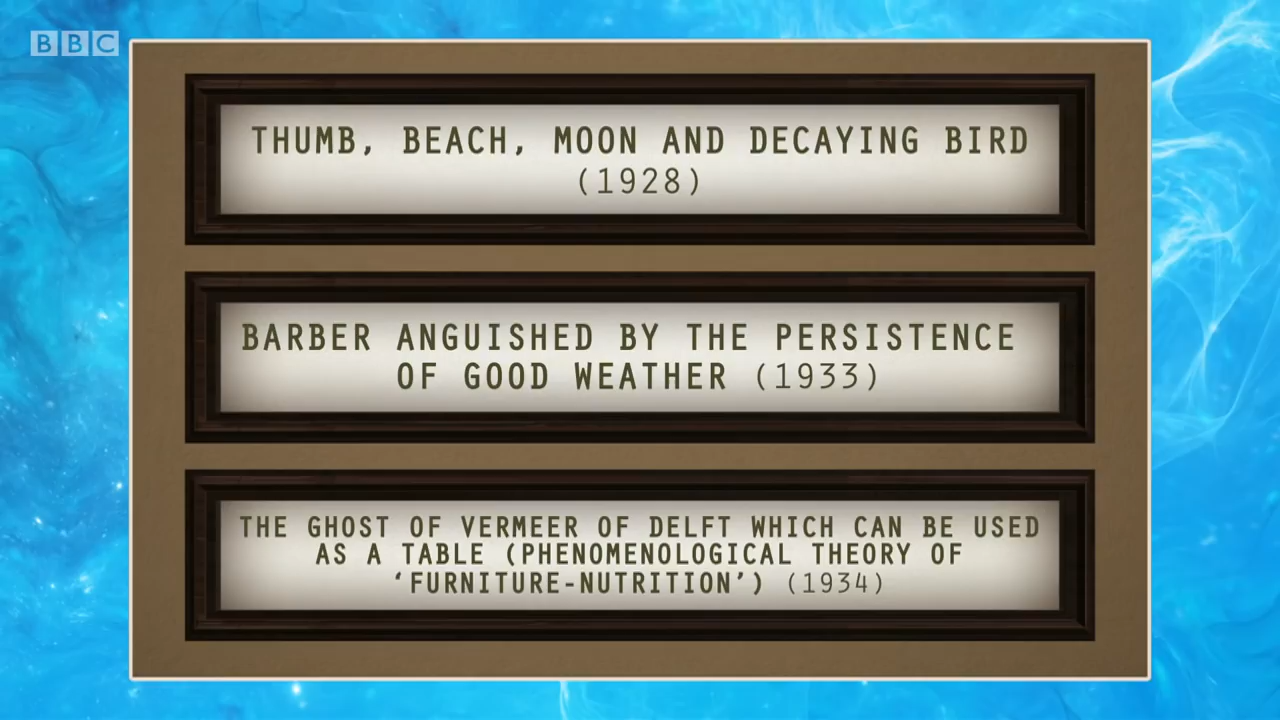 BBC
THUMB, BEACH, MOON AND DECAYING BIRD
(1928)
BARBER ANGUISHED BY THE PERSISTENCE
OF GOOD WEATHER (1933)
THE GHOST OF VERMEER OF DELFT WHICH CAN BE USED
AS A TABLE (PHENOMENOLOGICAL THEORY OF
‘FURNITURE-NUTRITION’) (1934)